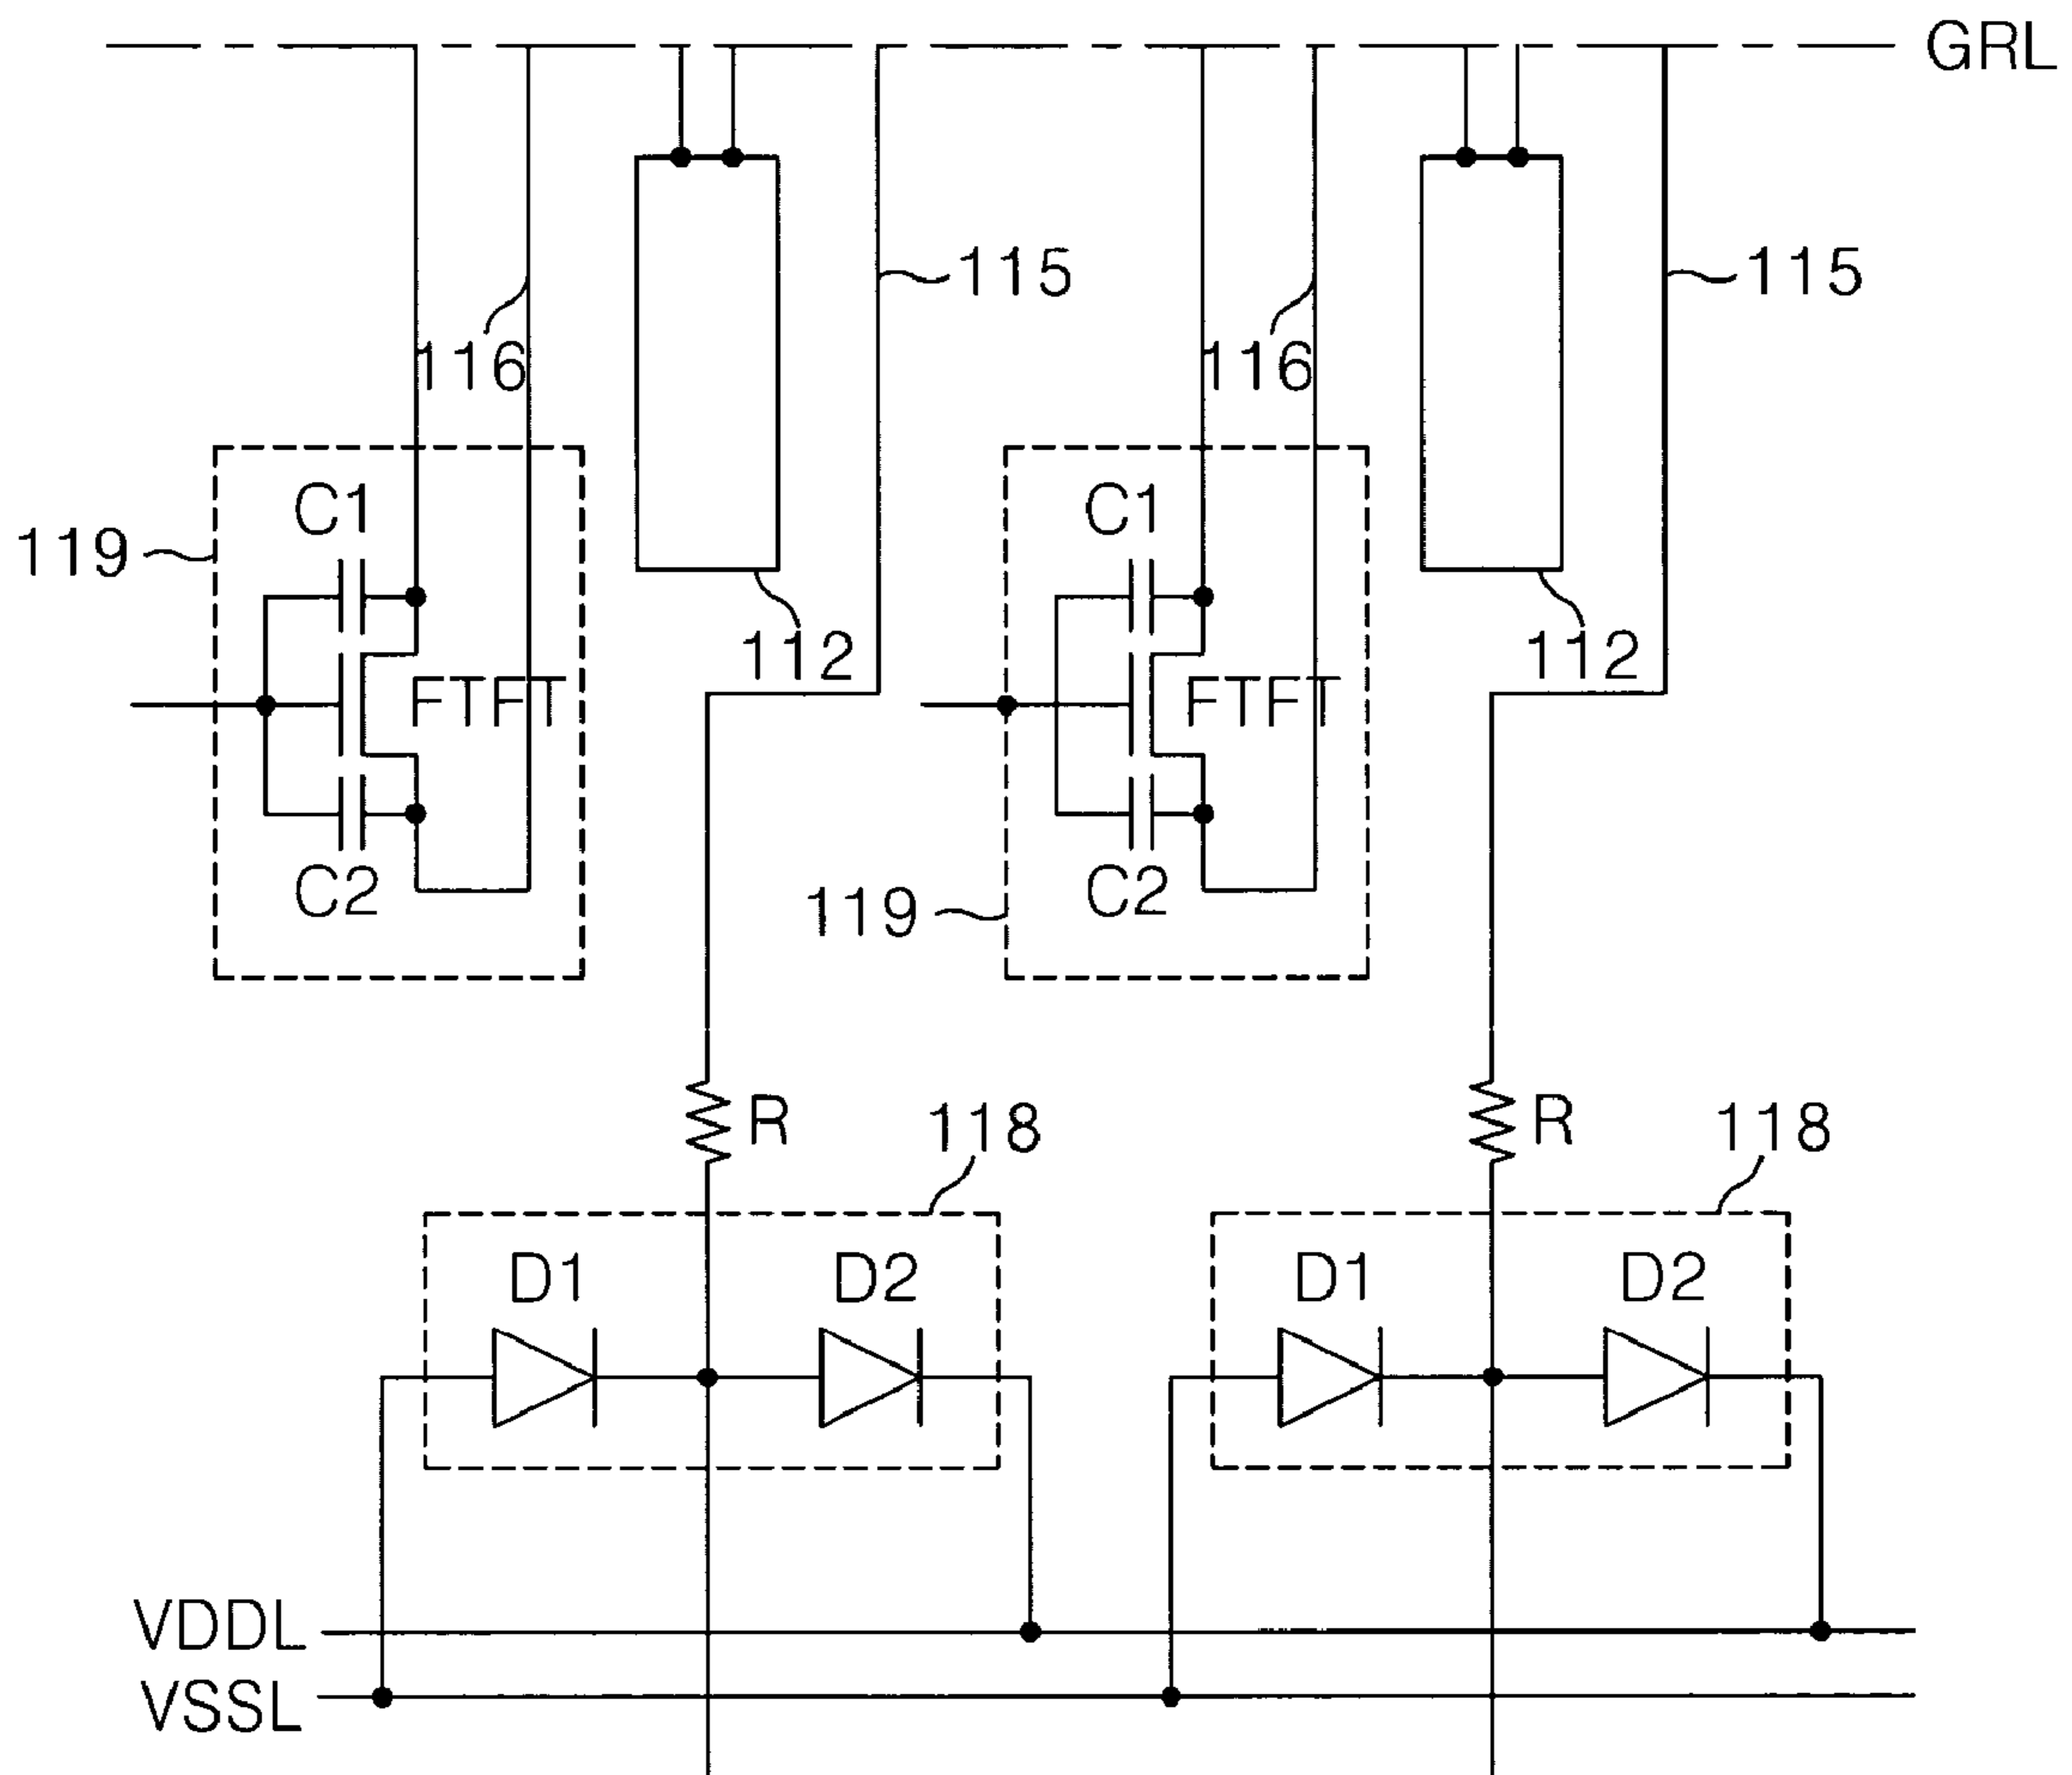 GRL
115 115
116 116
C1 C1
119
112 112
FTFT FTFT
C2 C2
119
R R
118 118
D1 D2 D1 D2
VDDL
VSSL